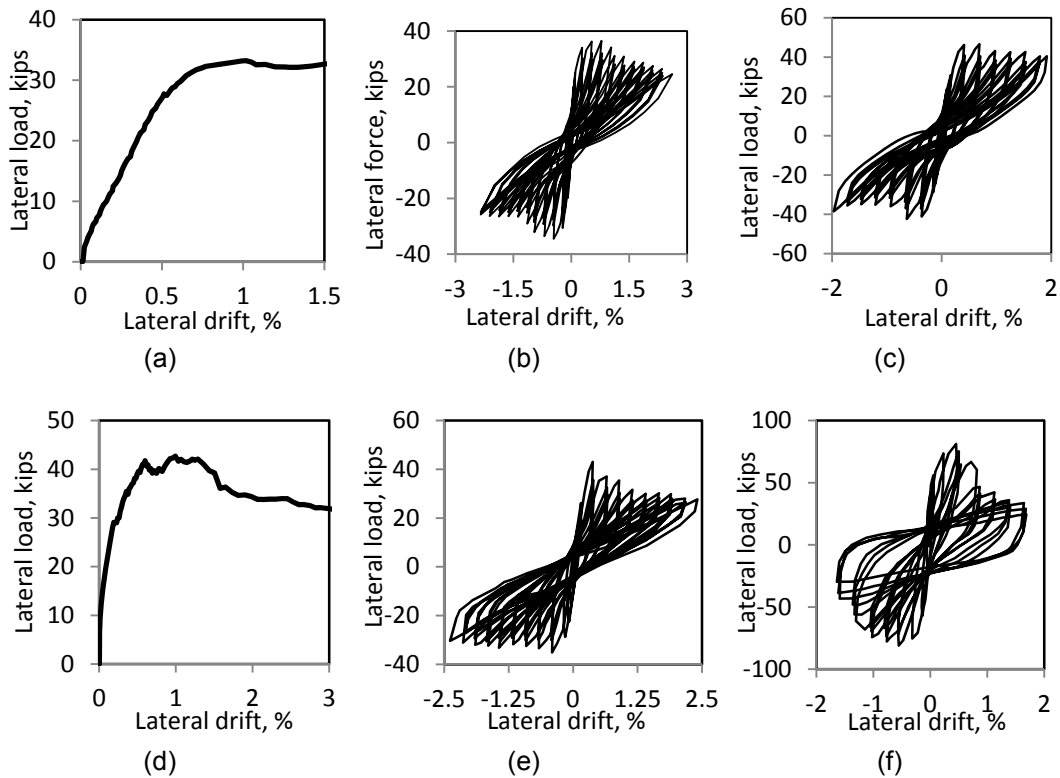 Lateral load, kips
40
30
20
10
0
0 0.5 1 1.5
Lateral drift, %
(a)
Lateral force, kips
40
20
0
-20
-40
-3 -1.5 0 1.5 3
Lateral drift, %
(b)
Lateral load, kips
60
40
20
0
-20
-40
-60
-2 0 2
Lateral drift, %
(c)
Lateral load, kips
50
40
30
20
10
0
0 1 2 3
Lateral drift, %
(d)
Lateral load, kips
60
40
20
0
-20
-40
-2.5 -1.25 0 1.25 2.5
Lateral drift, %
(e)
Lateral load, kips
100
50
0
-50
-100
-2 -1 0 1 2
Lateral drift, %
(f)